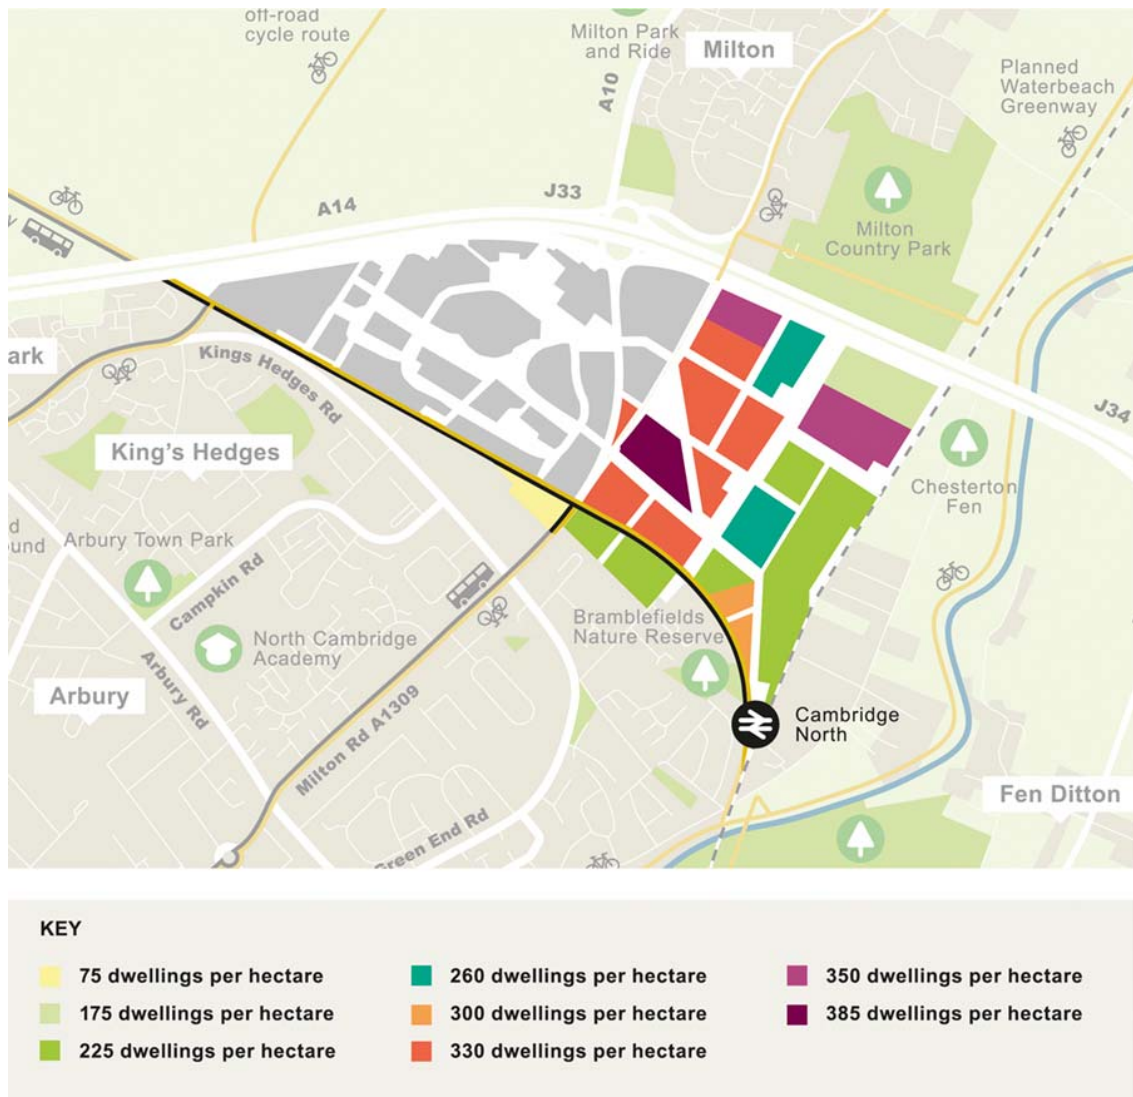 off-road
cycle route
Milton Park
and Ride
Milton
Planned
Waterbeach
Greenway
A10
A14
J33
Milton
Country Park
ark
Kings Hedges Rd
J34
King's Hedges
Chesterton
Fen
d
und
Arbury Town Park
Campkin Rd
North Cambridge
Academy
Bramblefields
Nature Reserve
Arbury
Arbury Rd
Milton Rd A1309
Cambridge
North
Fen Ditton
Green End Rd
KEY
75 dwellings per hectare
175 dwellings per hectare
225 dwellings per hectare
260 dwellings per hectare
300 dwellings per hectare
330 dwellings per hectare
350 dwellings per hectare
385 dwellings per hectare